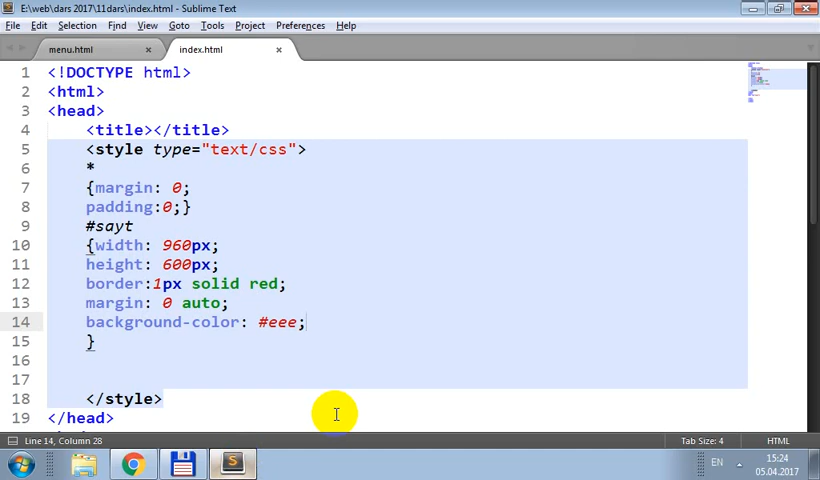 E:\web\dars 2017\11dars\index.html - Sublime Text
File Edit Selection Find View Goto Tools Project Preferences Help
menu.html × index.html ×
1 <!DOCTYPE html>
2 <html>
3 <head>
4 <title></title>
5 <style type="text/css">
6 *
7 {margin: 0;
8 padding:0;}
9 #sayt
10 {width: 960px;
11 height: 600px;
12 border:1px solid red;
13 margin: 0 auto;
14 background-color: #eee;
15 }
16
17
18 </style>
19 </head>
Line 14, Column 28 Tab Size: 4 HTML
EN 15:24
05.04.2017